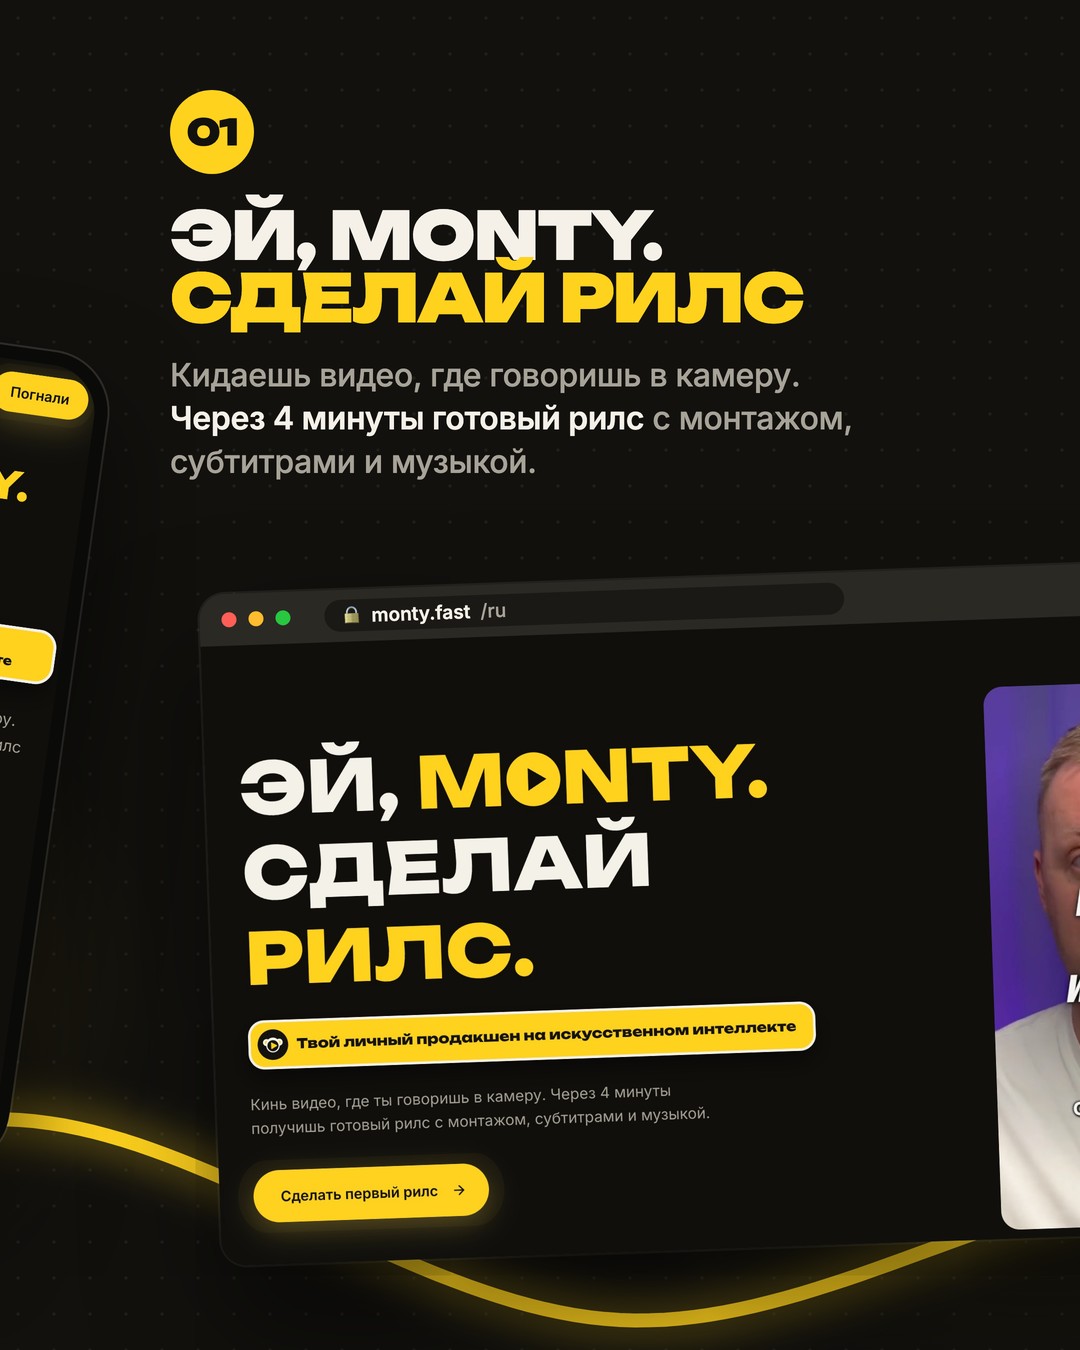 01
ЭЙ, MONTY.
СДЕЛАЙ РИЛС
Кидаешь видео, где говоришь в камеру.
Через 4 минуты готовый рилс с монтажом,
субтитрами и музыкой.
Погнали
Y.
monty.fast /ru
ЭЙ, MONTY.
СДЕЛАЙ
РИЛС.
Твой личный продакшен на искусственном интеллекте
Кинь видео, где ты говоришь в камеру. Через 4 минуты
получишь готовый рилс с монтажом, субтитрами и музыкой.
Сделать первый рилс →